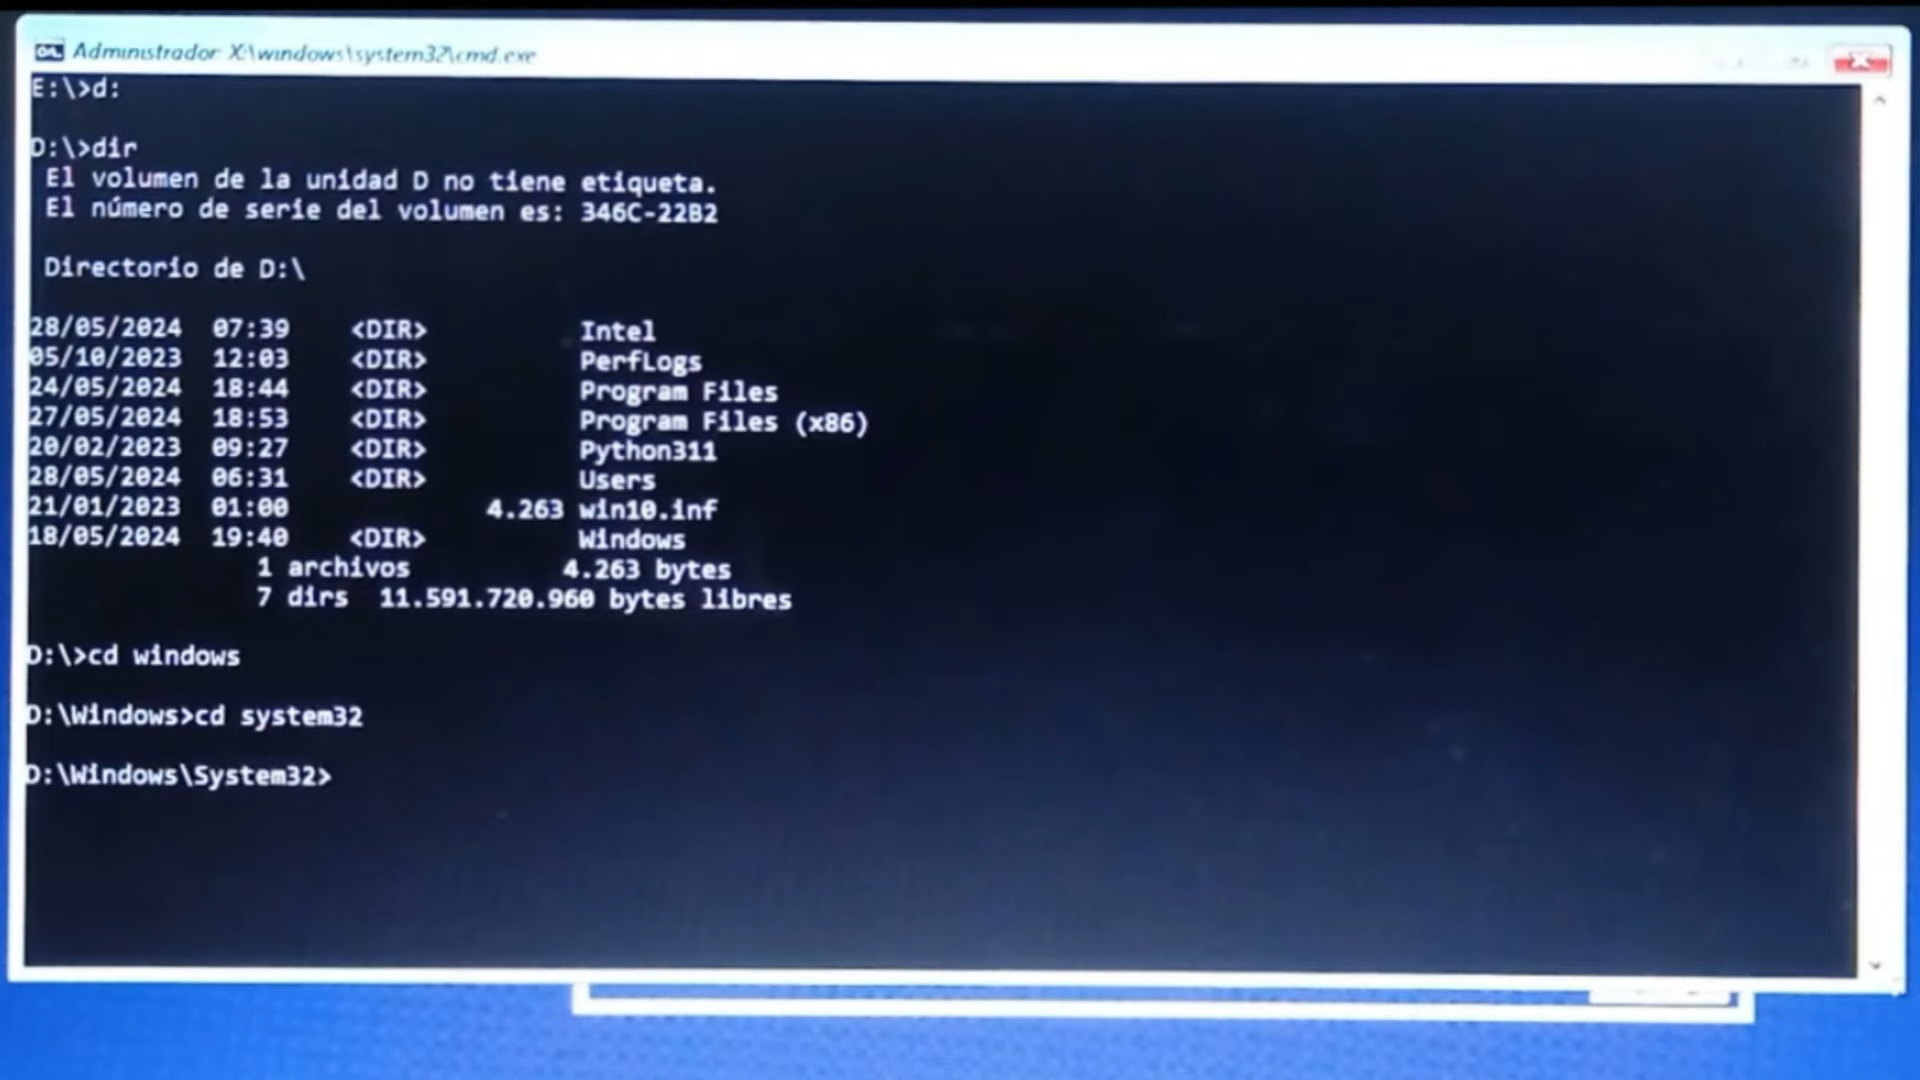 Administrador: X:\windows\system32\cmd.exe
E:\>d:
D:\>dir
El volumen de la unidad D no tiene etiqueta.
El número de serie del volumen es: 346C-22B2
Directorio de D:\
28/05/2024 07:39 <DIR> Intel
05/10/2023 12:03 <DIR> PerfLogs
24/05/2024 18:44 <DIR> Program Files
27/05/2024 18:53 <DIR> Program Files (x86)
20/02/2023 09:27 <DIR> Python311
28/05/2024 06:31 <DIR> Users
21/01/2023 01:00 4.263 win10.inf
18/05/2024 19:40 <DIR> Windows
1 archivos 4.263 bytes
7 dirs 11.591.720.960 bytes libres
D:\>cd windows
D:\Windows>cd system32
D:\Windows\System32>